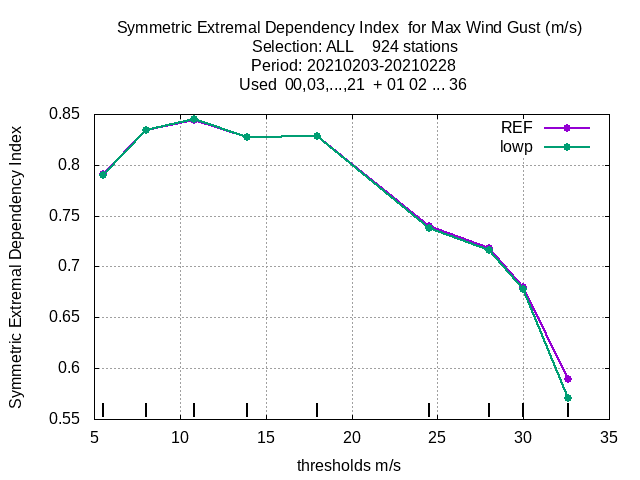 Symmetric Extremal Dependency Index for Max Wind Gust (m/s)
Selection: ALL 924 stations
Period: 20210203-20210228
Used 00,03,...,21 + 01 02 ... 36
REF
lowp
0.85
0.8
0.75
0.7
0.65
0.6
0.55
Symmetric Extremal Dependency Index
5 10 15 20 25 30 35
thresholds m/s